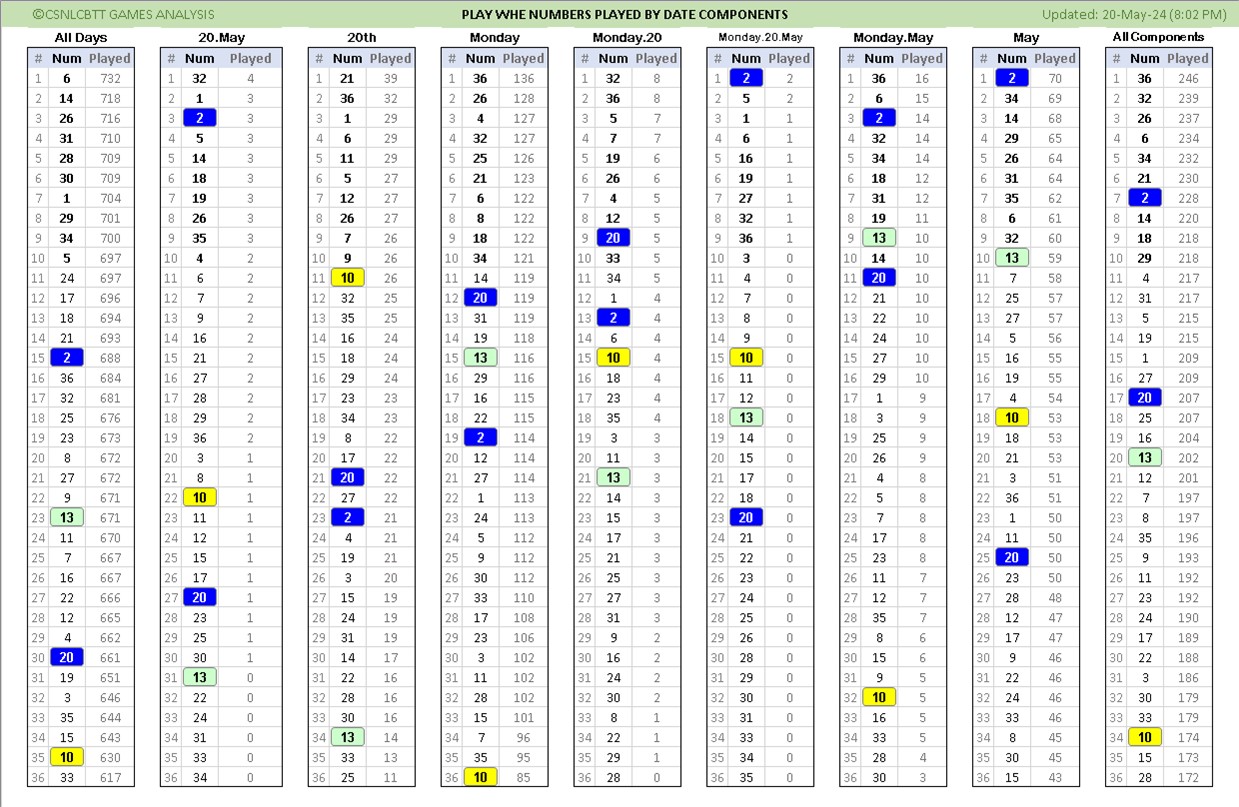 ©CSNLCBTT GAMES ANALYSIS PLAY WHE NUMBERS PLAYED BY DATE COMPONENTS Updated: 20-May-24 (8:02 PM)
All Days 20.May 20th Monday Monday.20 Monday.20.May Monday.May May All Components
# Num Played # Num Played # Num Played # Num Played # Num Played # Num Played # Num Played # Num Played # Num Played
1 6 732 1 32 4 1 21 39 1 36 136 1 32 8 1 2 2 1 36 16 1 2 70 1 36 246
2 14 718 2 1 3 2 36 32 2 26 128 2 36 8 2 5 2 2 6 15 2 34 69 2 32 239
3 26 716 3 2 3 3 1 29 3 4 127 3 5 7 3 1 1 3 2 14 3 14 68 3 26 237
4 31 710 4 5 3 4 6 29 4 32 127 4 7 7 4 6 1 4 32 14 4 29 65 4 6 234
5 28 709 5 14 3 5 11 29 5 25 126 5 19 6 5 16 1 5 34 14 5 26 64 5 34 232
6 30 709 6 18 3 6 5 27 6 21 123 6 26 6 6 19 1 6 18 12 6 31 64 6 21 230
7 1 704 7 19 3 7 12 27 7 6 122 7 4 5 7 27 1 7 31 12 7 35 62 7 2 228
8 29 701 8 26 3 8 26 27 8 8 122 8 12 5 8 32 1 8 19 11 8 6 61 8 14 220
9 34 700 9 35 3 9 7 26 9 18 122 9 20 5 9 36 1 9 13 10 9 32 60 9 18 218
10 5 697 10 4 2 10 9 26 10 34 121 10 33 5 10 3 0 10 14 10 10 13 59 10 29 218
11 24 697 11 6 2 11 10 26 11 14 119 11 34 5 11 4 0 11 20 10 11 7 58 11 4 217
12 17 696 12 7 2 12 32 25 12 20 119 12 1 4 12 7 0 12 21 10 12 25 57 12 31 217
13 18 694 13 9 2 13 35 25 13 31 119 13 2 4 13 8 0 13 22 10 13 27 57 13 5 215
14 21 693 14 16 2 14 16 24 14 19 118 14 6 4 14 9 0 14 24 10 14 5 56 14 19 215
15 2 688 15 21 2 15 18 24 15 13 116 15 10 4 15 10 0 15 27 10 15 16 55 15 1 209
16 36 684 16 27 2 16 29 24 16 29 116 16 18 4 16 11 0 16 29 10 16 19 55 16 27 209
17 32 681 17 28 2 17 23 23 17 16 115 17 23 4 17 12 0 17 1 9 17 4 54 17 20 207
18 25 676 18 29 2 18 34 23 18 22 115 18 35 4 18 13 0 18 3 9 18 10 53 18 25 207
19 23 673 19 36 2 19 8 22 19 2 114 19 3 3 19 14 0 19 25 9 19 18 53 19 16 204
20 8 672 20 3 1 20 17 22 20 12 114 20 11 3 20 15 0 20 26 9 20 21 53 20 13 202
21 27 672 21 8 1 21 20 22 21 27 114 21 13 3 21 17 0 21 4 8 21 3 51 21 12 201
22 9 671 22 10 1 22 27 22 22 1 113 22 14 3 22 18 0 22 5 8 22 36 51 22 7 197
23 13 671 23 11 1 23 2 21 23 24 113 23 15 3 23 20 0 23 7 8 23 1 50 23 8 197
24 11 670 24 12 1 24 4 21 24 5 112 24 17 3 24 21 0 24 17 8 24 11 50 24 35 196
25 7 667 25 15 1 25 19 21 25 9 112 25 21 3 25 22 0 25 23 8 25 20 50 25 9 193
26 16 667 26 17 1 26 3 20 26 30 112 26 25 3 26 23 0 26 11 7 26 23 50 26 11 192
27 22 666 27 20 1 27 15 19 27 33 110 27 27 3 27 24 0 27 12 7 27 28 48 27 23 192
28 12 665 28 23 1 28 24 19 28 17 108 28 31 3 28 25 0 28 35 7 28 12 47 28 24 190
29 4 662 29 25 1 29 31 19 29 23 106 29 9 2 29 26 0 29 8 6 29 17 47 29 17 189
30 20 661 30 30 1 30 14 17 30 3 102 30 16 2 30 28 0 30 15 6 30 9 46 30 22 188
31 19 651 31 13 0 31 22 16 31 11 102 31 24 2 31 29 0 31 9 5 31 22 46 31 3 186
32 3 646 32 22 0 32 28 16 32 28 102 32 30 2 32 30 0 32 10 5 32 24 46 32 30 179
33 35 644 33 24 0 33 30 16 33 15 101 33 8 1 33 31 0 33 16 5 33 33 46 33 33 179
34 15 643 34 31 0 34 13 14 34 7 96 34 22 1 34 33 0 34 33 5 34 8 45 34 10 174
35 10 630 35 33 0 35 33 13 35 35 95 35 29 1 35 34 0 35 28 4 35 30 45 35 15 173
36 33 617 36 34 0 36 25 11 36 10 85 36 28 0 36 35 0 36 30 3 36 15 43 36 28 172